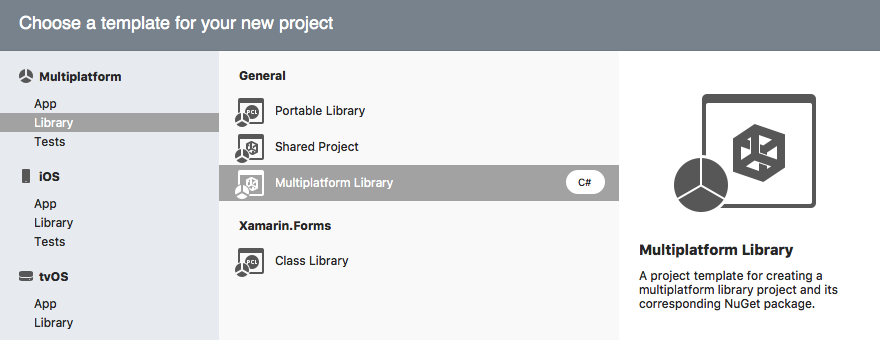 Choose a template for your new project
Multiplatform
App
Library
Tests
iOS
App
Library
Tests
tvOS
App
Library
General
PCL Portable Library
Shared Project
Multiplatform Library C#
Xamarin.Forms
PCL Class Library
Multiplatform Library
A project template for creating a
multiplatform library project and its
corresponding NuGet package.